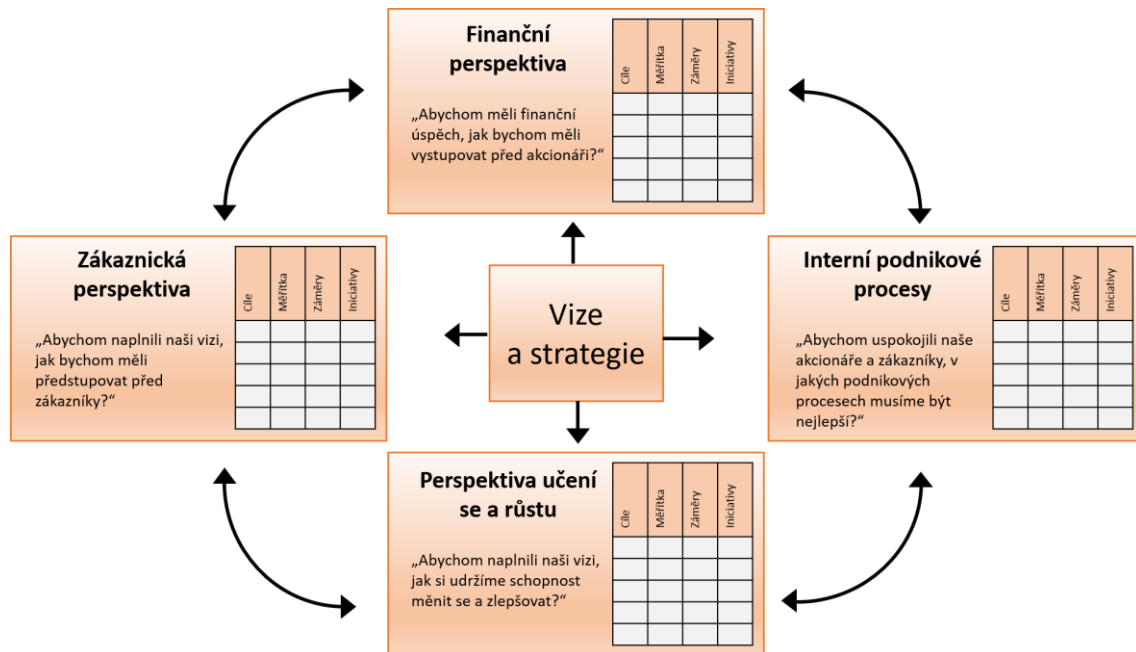 Finanční
perspektiva
„Abychom měli finanční
úspěch, jak bychom měli
vystupovat před akcionáři?“
Cíle
Měřítka
Záměry
Iniciativy
Zákaznická
perspektiva
„Abychom naplnili naši vizi,
jak bychom měli
předstupovat před
zákazníky?“
Cíle
Měřítka
Záměry
Iniciativy
Vize
a strategie
Interní podnikové
procesy
„Abychom uspokojili naše
akcionáře a zákazníky, v
jakých podnikových
procesech musíme být
nejlepší?“
Cíle
Měřítka
Záměry
Iniciativy
Perspektiva učení
se a růstu
„Abychom naplnili naši vizi,
jak si udržíme schopnost
měnit se a zlepšovat?“
Cíle
Měřítka
Záměry
Iniciativy